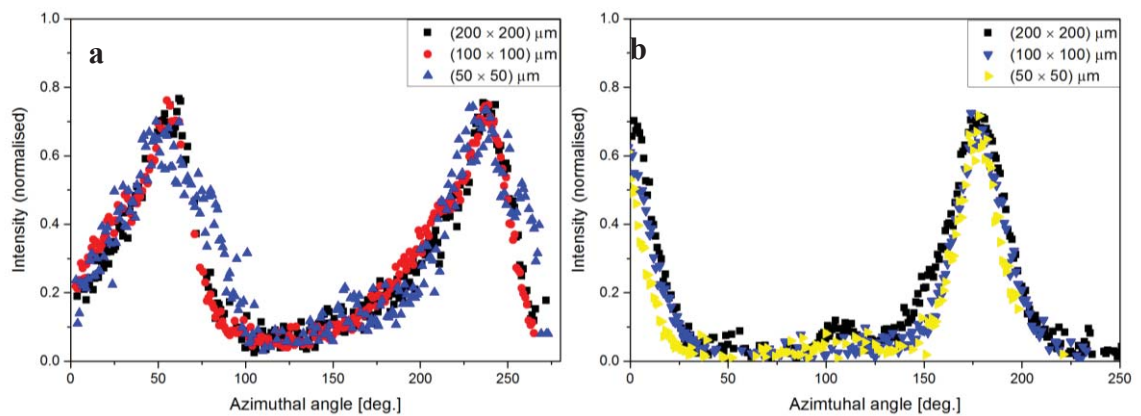 a
(200 × 200) μm
(100 × 100) μm
(50 × 50) μm
Intensity (normalised)
1.0
0.8
0.6
0.4
0.2
0.0
0
50
100
150
200
250
Azimuthal angle [deg.]
b
(200 × 200) μm
(100 × 100) μm
(50 × 50) μm
Intensity (normalised)
1.0
0.8
0.6
0.4
0.2
0.0
0
50
100
150
200
250
Azimtuhal angle [deg.]